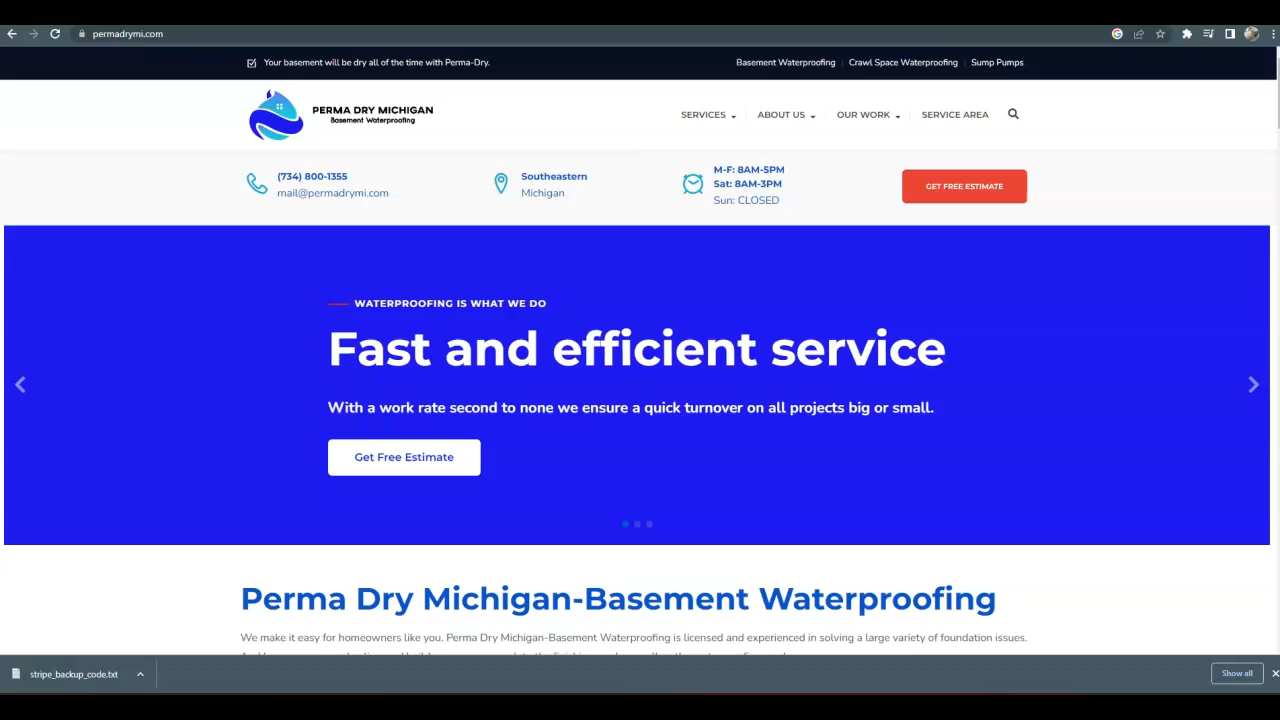 permadrymi.com
Your basement will be dry all of the time with Perma-Dry.
Basement Waterproofing
Crawl Space Waterproofing
Sump Pumps
PERMA DRY MICHIGAN
Basement Waterproofing
SERVICES
ABOUT US
OUR WORK
SERVICE AREA
(734) 800-1355
mail@permadrymi.com
Southeastern
Michigan
M-F: 8AM-5PM
Sat: 8AM-3PM
Sun: CLOSED
GET FREE ESTIMATE
WATERPROOFING IS WHAT WE DO
Fast and efficient service
With a work rate second to none we ensure a quick turnover on all projects big or small.
Get Free Estimate
Perma Dry Michigan-Basement Waterproofing
We make it easy for homeowners like you. Perma Dry Michigan-Basement Waterproofing is licensed and experienced in solving a large variety of foundation issues.
stripe_backup_code.txt
Show all